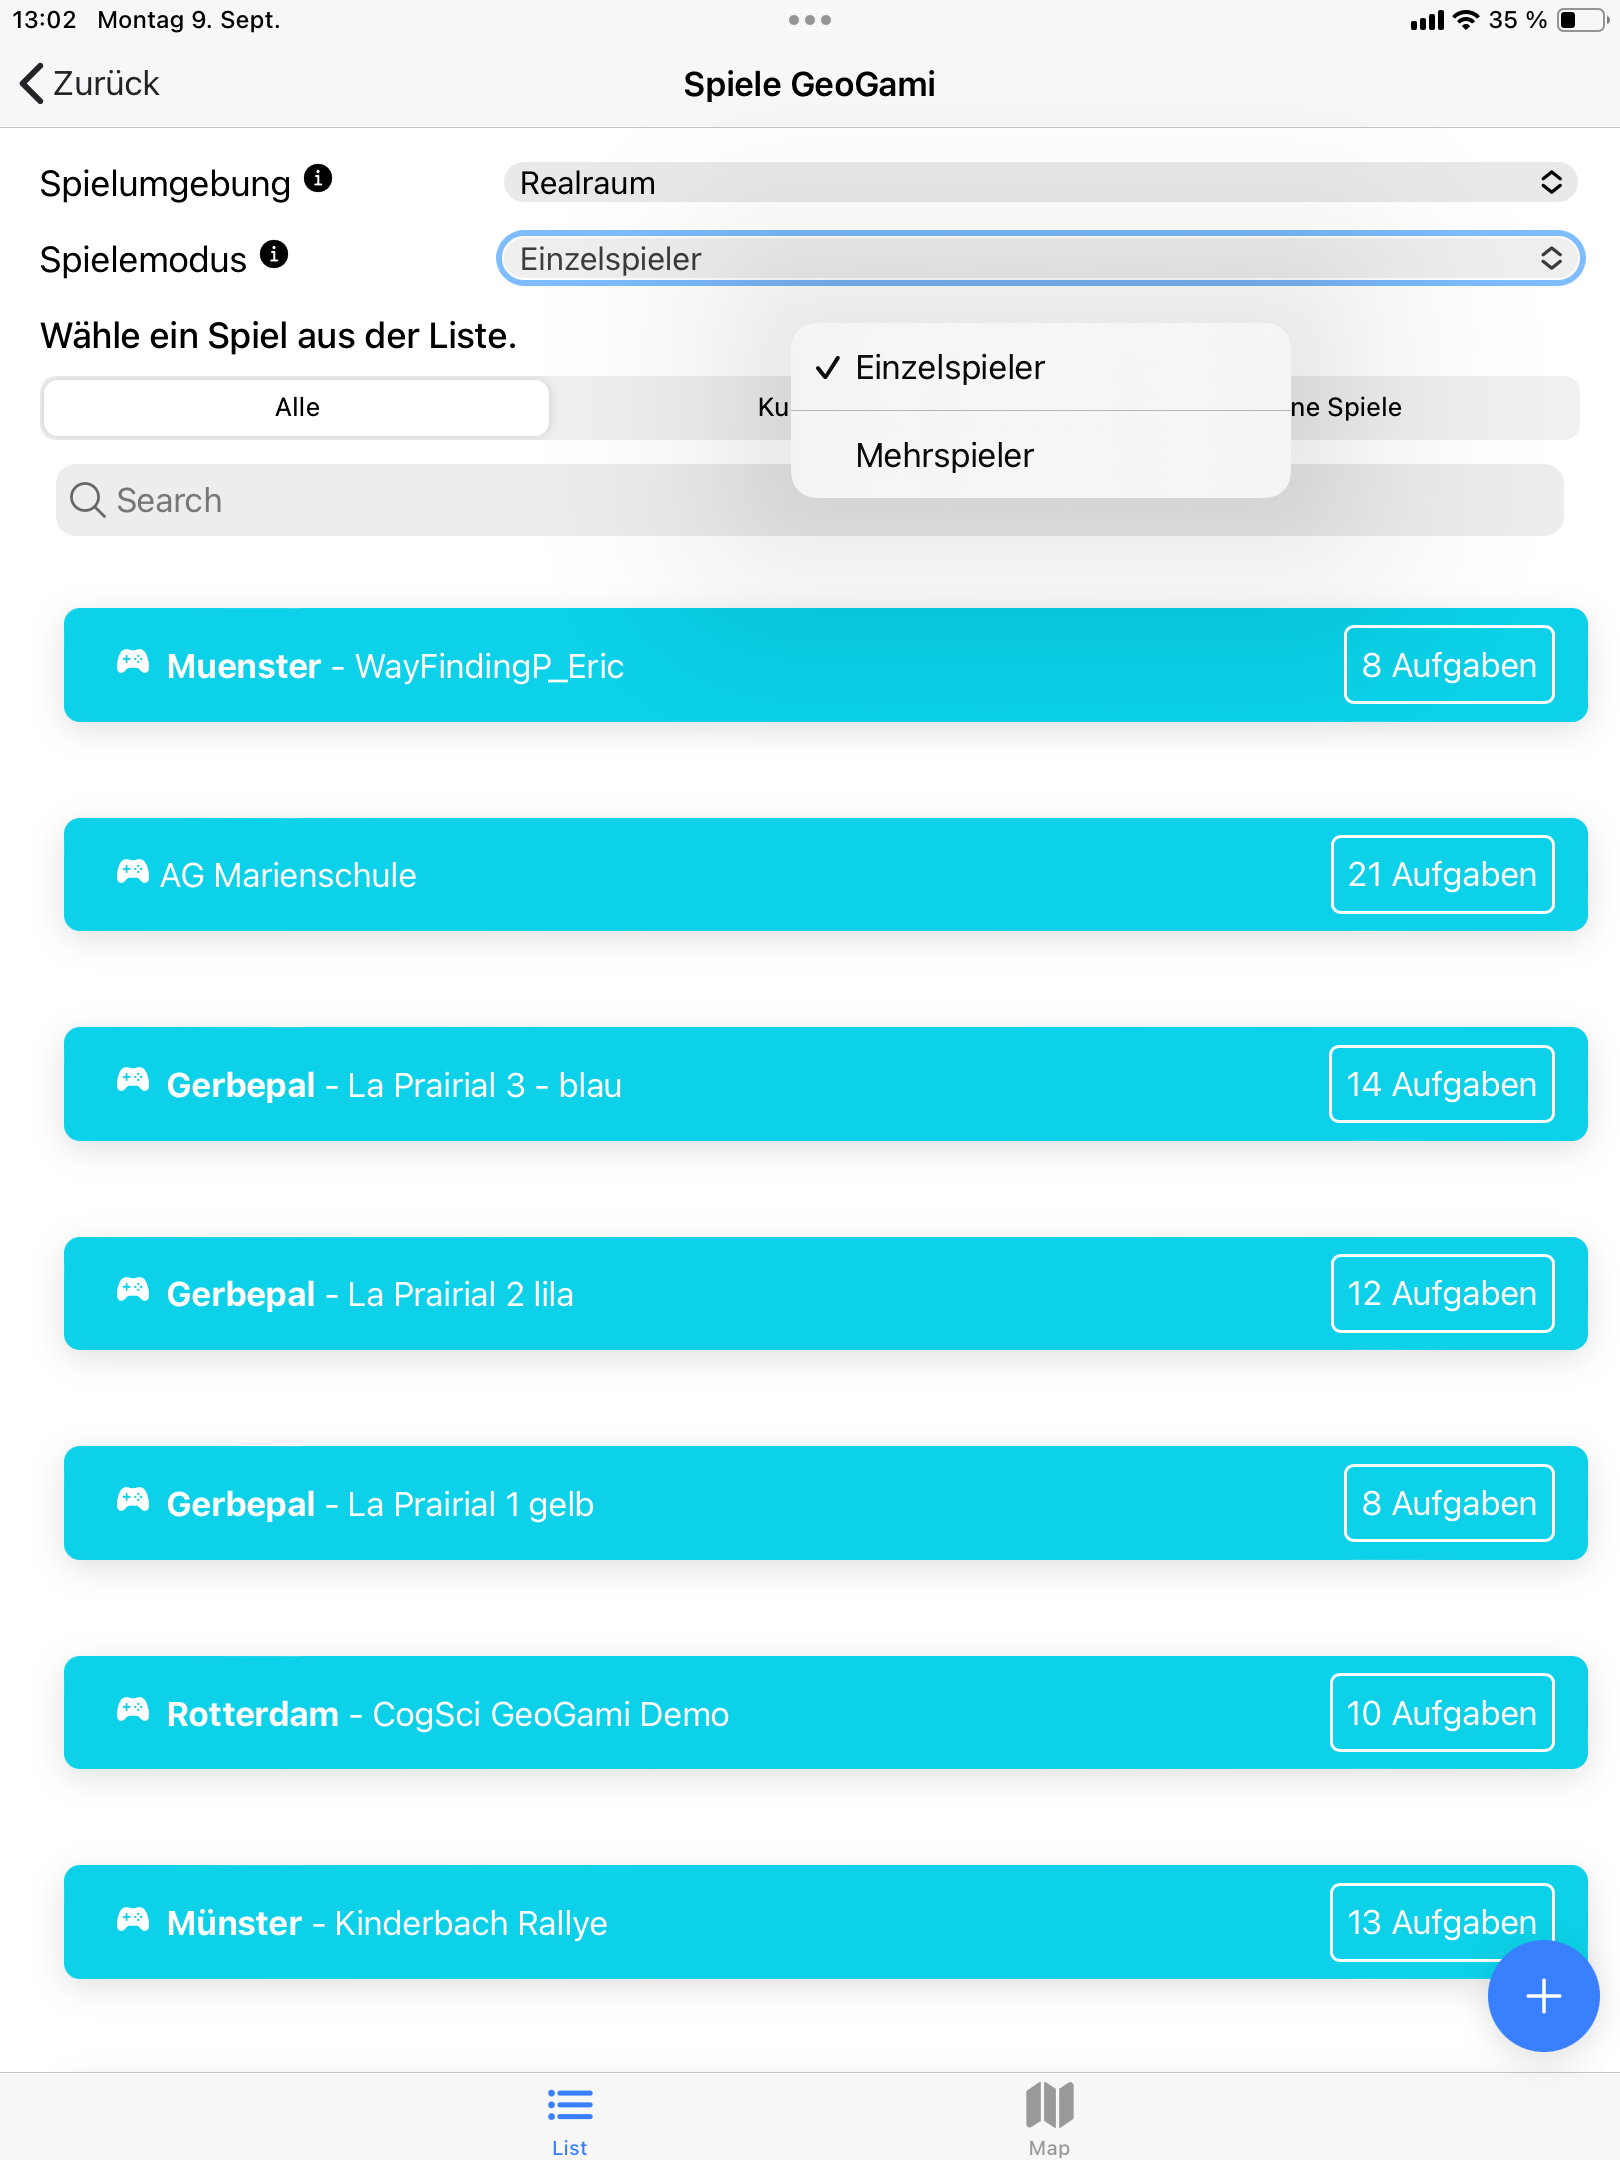 13:02 Montag 9. Sept.
35 %
Zurück
Spiele GeoGami
Spielumgebung
Realraum
Spielemodus
Einzelspieler
Wähle ein Spiel aus der Liste.
Einzelspieler
Mehrspieler
Alle
Spiele
Search
Muenster - WayFindingP_Eric
8 Aufgaben
AG Marienschule
21 Aufgaben
Gerbepal - La Prairial 3 - blau
14 Aufgaben
Gerbepal - La Prairial 2 lila
12 Aufgaben
Gerbepal - La Prairial 1 gelb
8 Aufgaben
Rotterdam - CogSci GeoGami Demo
10 Aufgaben
Münster - Kinderbach Rallye
13 Aufgaben
List
Map